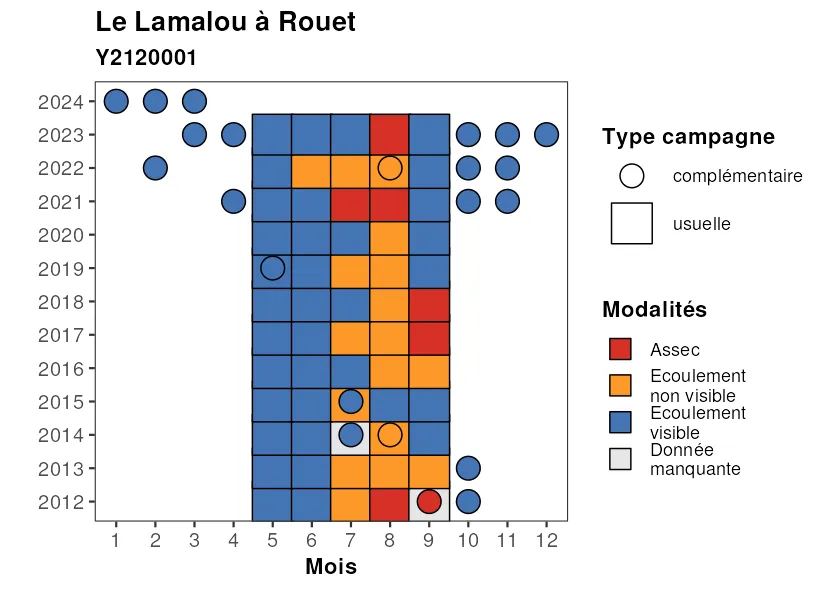 Le Lamalou à Rouet
Y2120001
2024
2023
2022
2021
2020
2019
2018
2017
2016
2015
2014
2013
2012
1 2 3 4 5 6 7 8 9 10 11 12
Mois
Type campagne
complémentaire
usuelle
Modalités
Assec
Ecoulement
non visible
Ecoulement
visible
Donnée
manquante